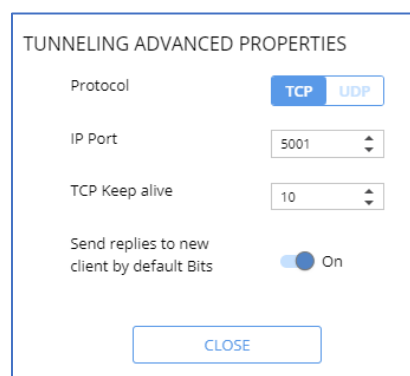 TUNNELING ADVANCED PROPERTIES
Protocol
TCP UDP
IP Port
5001
TCP Keep alive
10
Send replies to new
client by default Bits
On
CLOSE